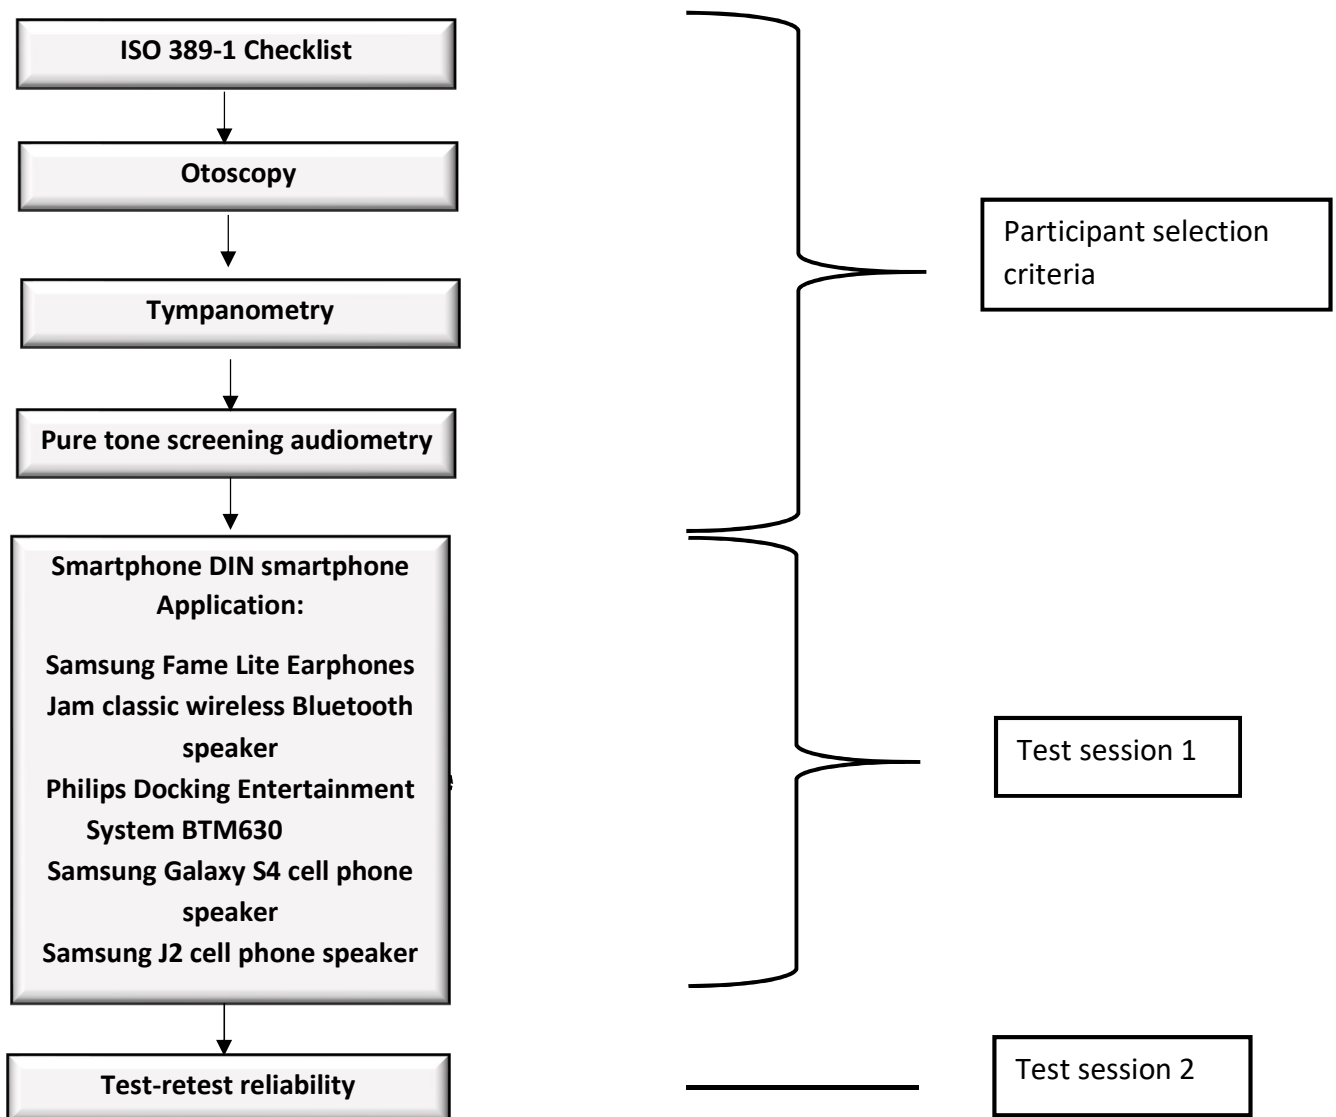 ISO 389-1 Checklist
Otoscopy
Tympanometry
Pure tone screening audiometry
Smartphone DIN smartphone
Application:
Samsung Fame Lite Earphones
Jam classic wireless Bluetooth
speaker
Philips Docking Entertainment
System BTM630
Samsung Galaxy S4 cell phone
speaker
Samsung J2 cell phone speaker
Test-retest reliability
Participant selection
criteria
Test session 1
Test session 2